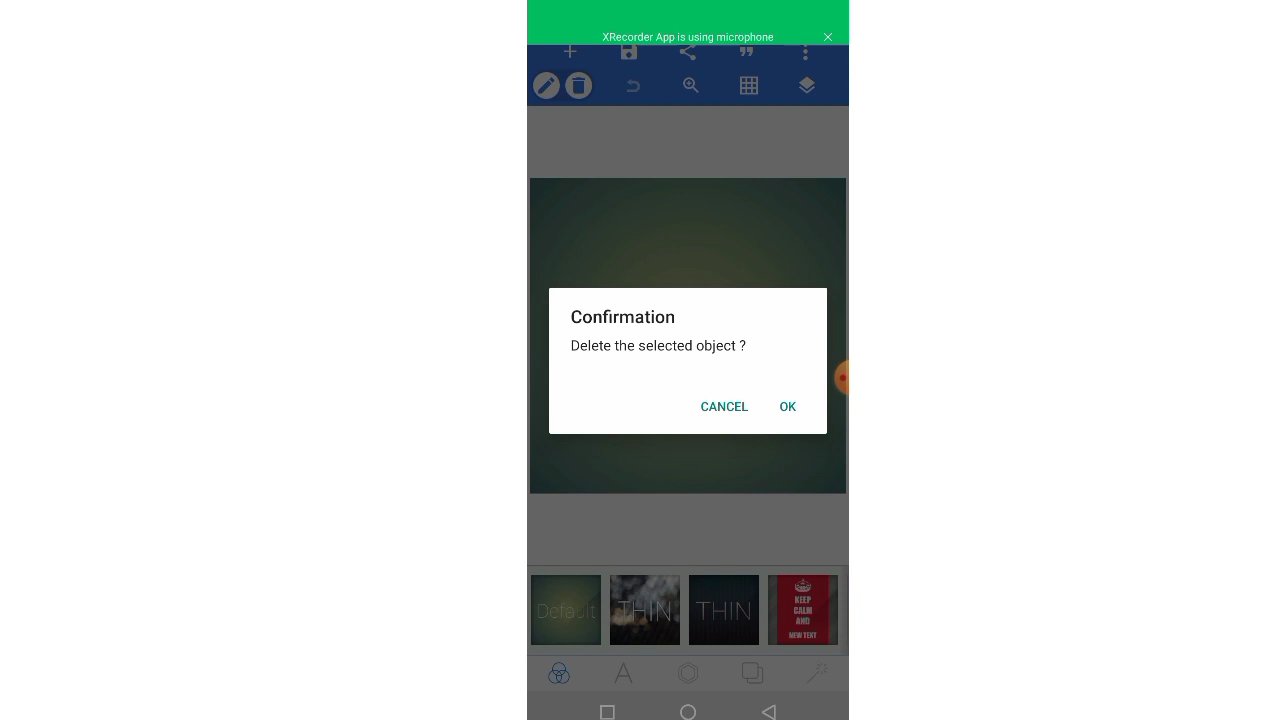 XRecorder App is using microphone
Confirmation
Delete the selected object ?
CANCEL OK
Default
THIN
THIN
KEEP
CALM
AND
NEW TEXT